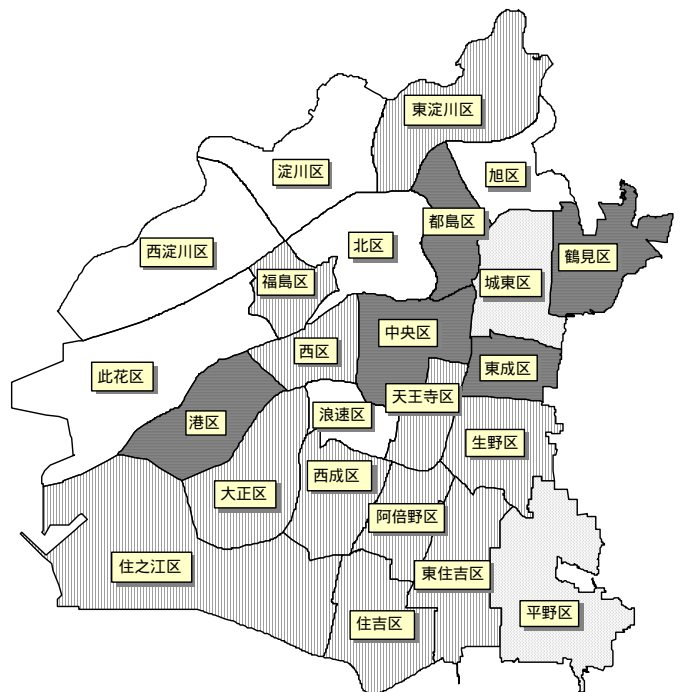 東淀川区
淀川区
旭区
都島区
西淀川区
北区
鶴見区
福島区
城東区
中央区
西区
東成区
此花区
天王寺区
港区
浪速区
生野区
西成区
大正区
阿倍野区
住之江区
東住吉区
平野区
住吉区